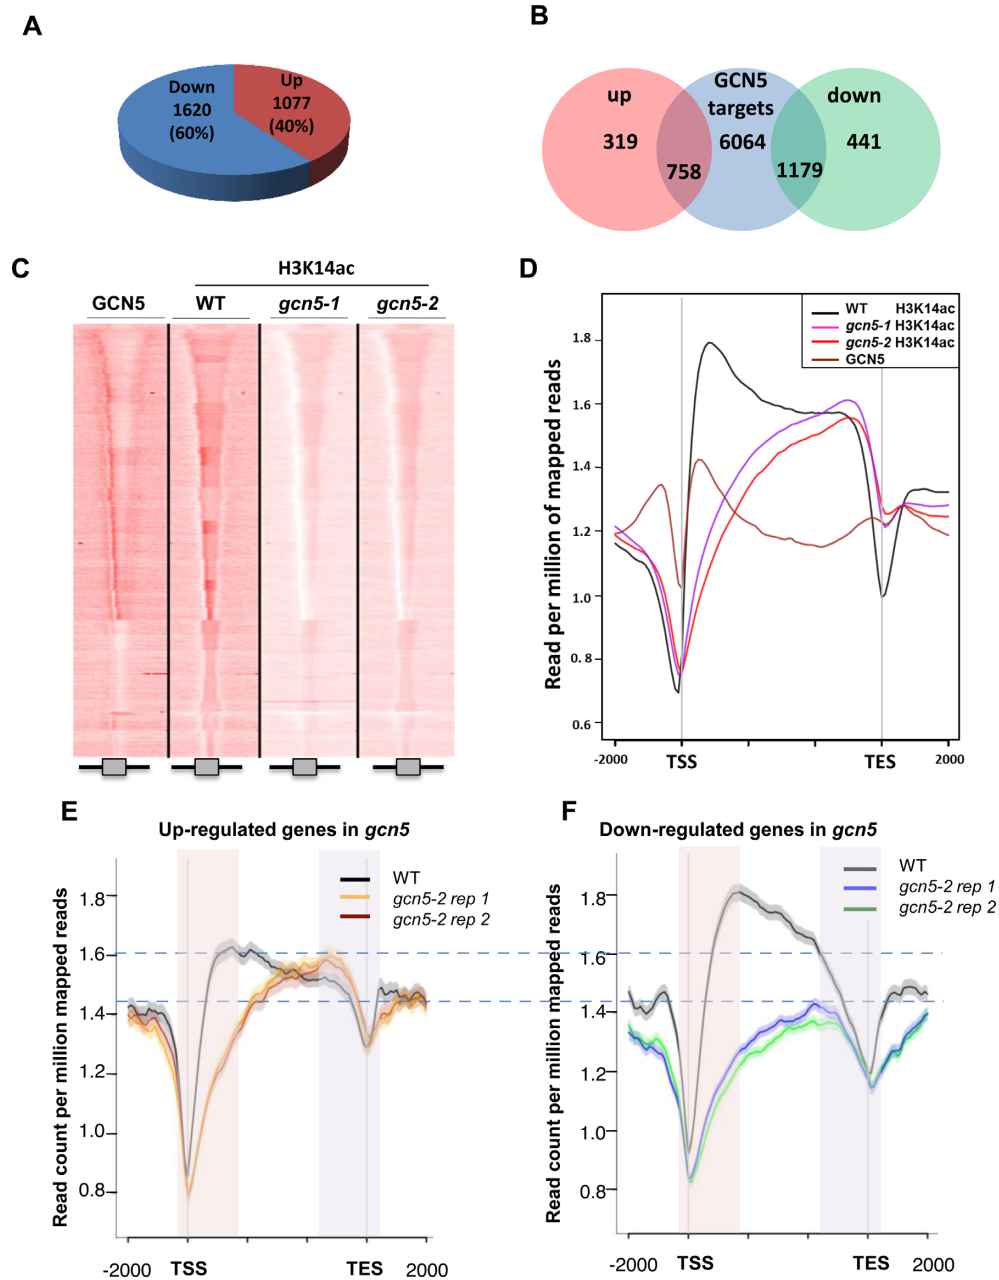 A
Down
1620
(60%)
Up
1077
(40%)
B
up
GCN5
targets
down
319
6064
441
758
1179
C
H3K14ac
GCN5
WT
gcn5-1
gcn5-2
D
WT H3K14ac
gcn5-1 H3K14ac
gcn5-2 H3K14ac
GCN5
Read per million of mapped reads
1.8
1.6
1.4
1.2
1.0
0.8
0.6
-2000
TSS
TES
2000
E
Up-regulated genes in gcn5
WT
gcn5-2 rep 1
gcn5-2 rep 2
Read count per million mapped reads
1.8
1.6
1.4
1.2
1.0
0.8
-2000
TSS
TES
2000
F
Down-regulated genes in gcn5
WT
gcn5-2 rep 1
gcn5-2 rep 2
Read count per million mapped reads
1.8
1.6
1.4
1.2
1.0
0.8
-2000
TSS
TES
2000